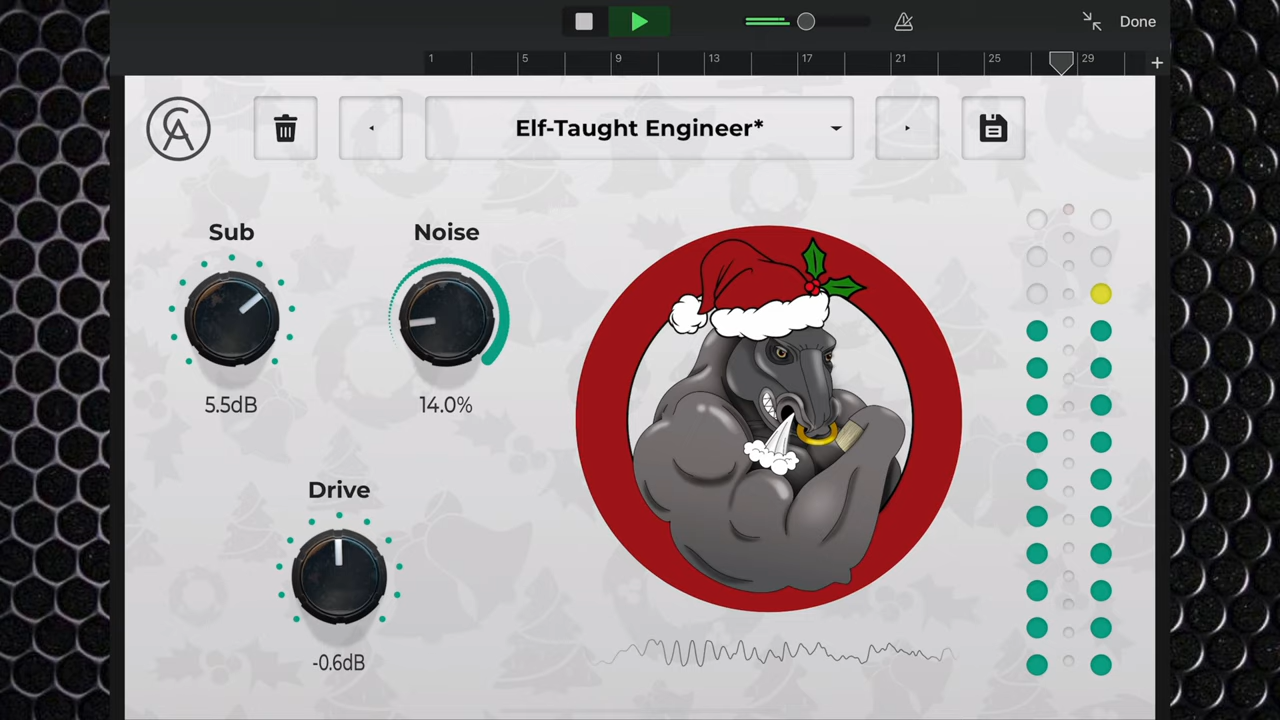 Done
1 5 9 13 17 21 25 29
CA
Elf-Taught Engineer*
Sub
Noise
5.5dB
14.0%
Drive
-0.6dB